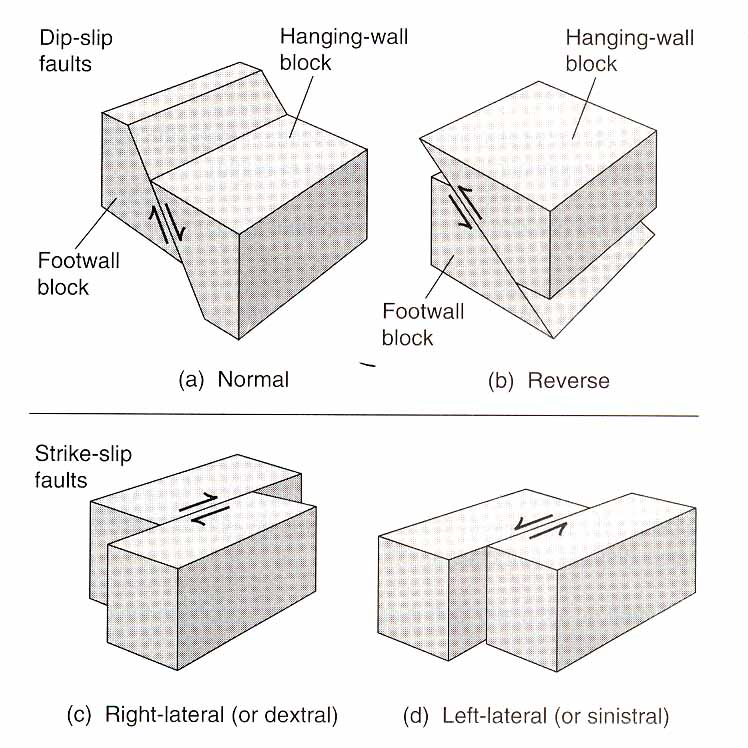 Dip-slip
faults
Hanging-wall
block
Footwall
block
(a) Normal
Hanging-wall
block
Footwall
block
(b) Reverse
Strike-slip
faults
(c) Right-lateral (or dextral)
(d) Left-lateral (or sinistral)